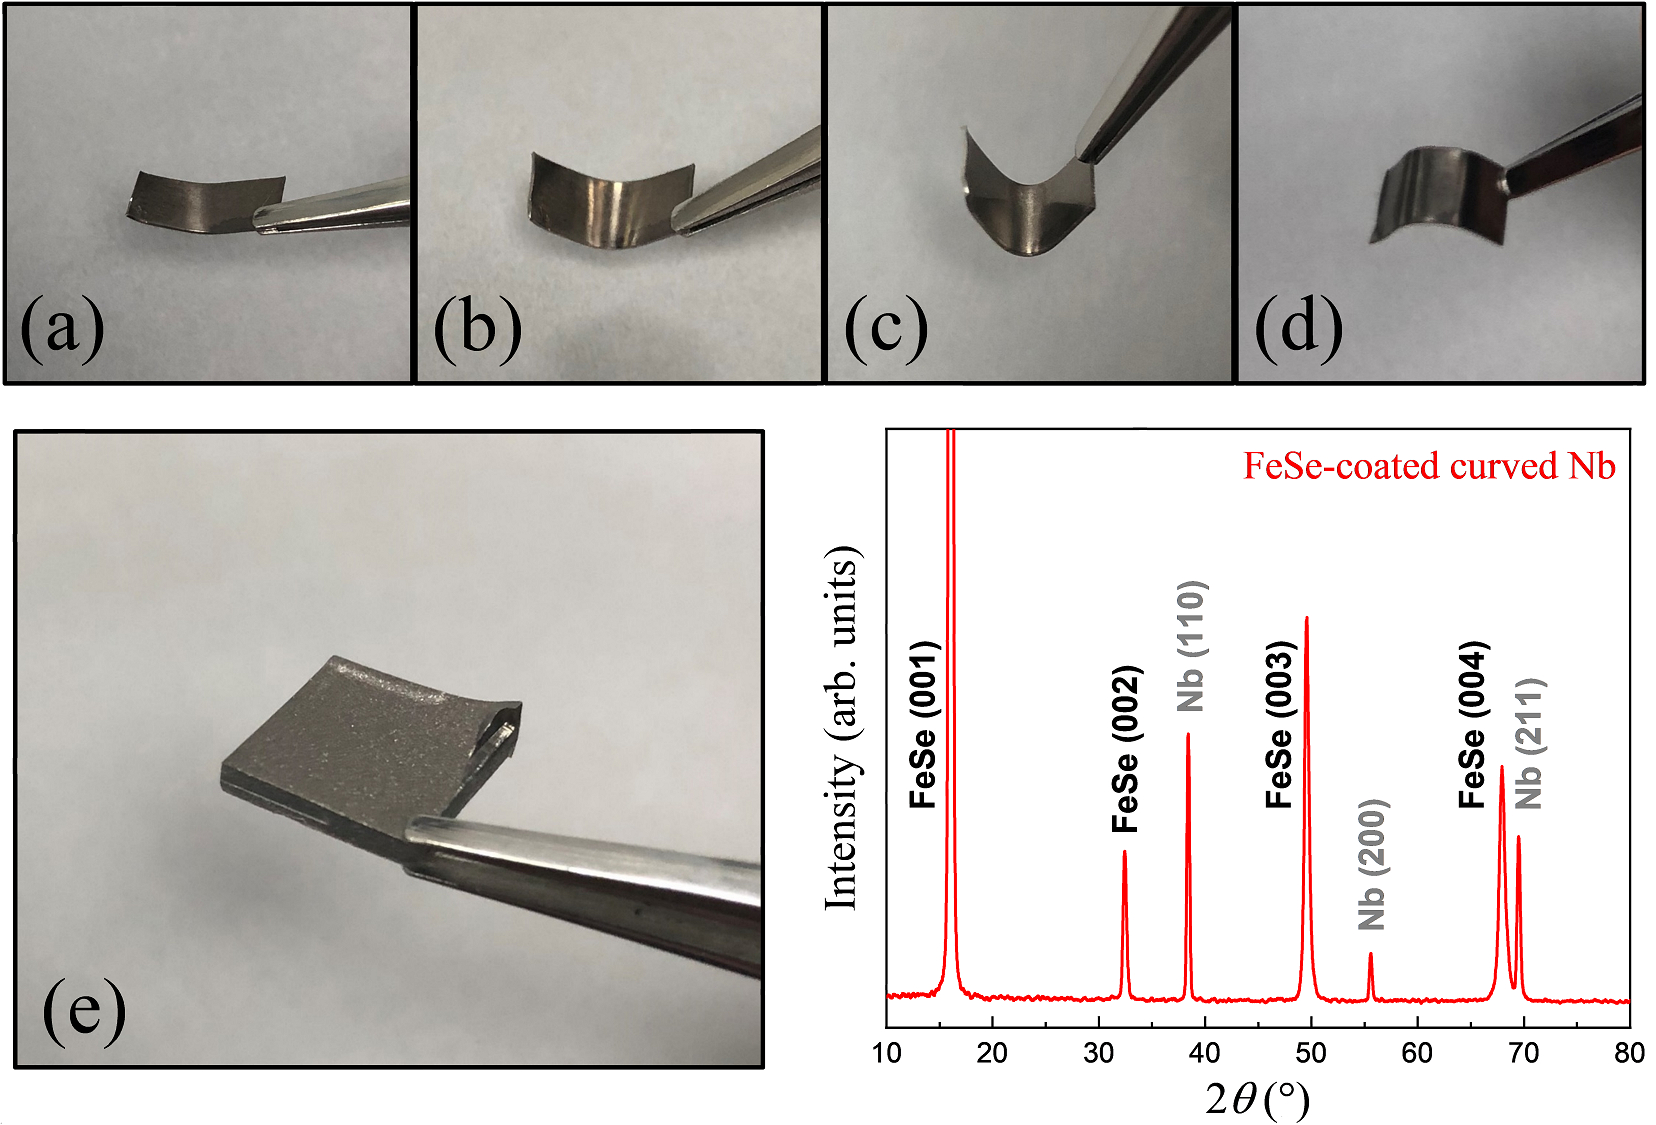 (a)
(b)
(c)
(d)
(e)
FeSe-coated curved Nb
Intensity (arb. units)
FeSe (001)
FeSe (002)
Nb (110)
FeSe (003)
Nb (200)
FeSe (004)
Nb (211)
10 20 30 40 50 60 70 80
2θ (°)